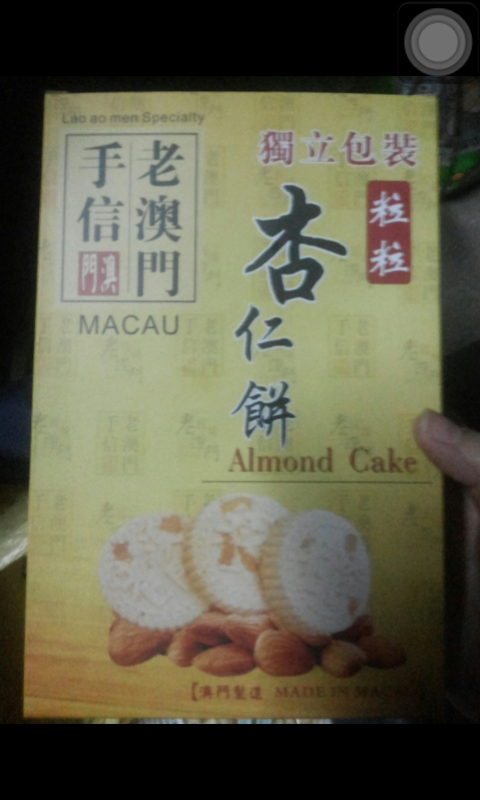 Lao ao men Specialty
老澳門
手信
澳門
MACAU
獨立包裝
粒粒
杏仁餅
Almond Cake
【澳門製造 MADE IN MACAU